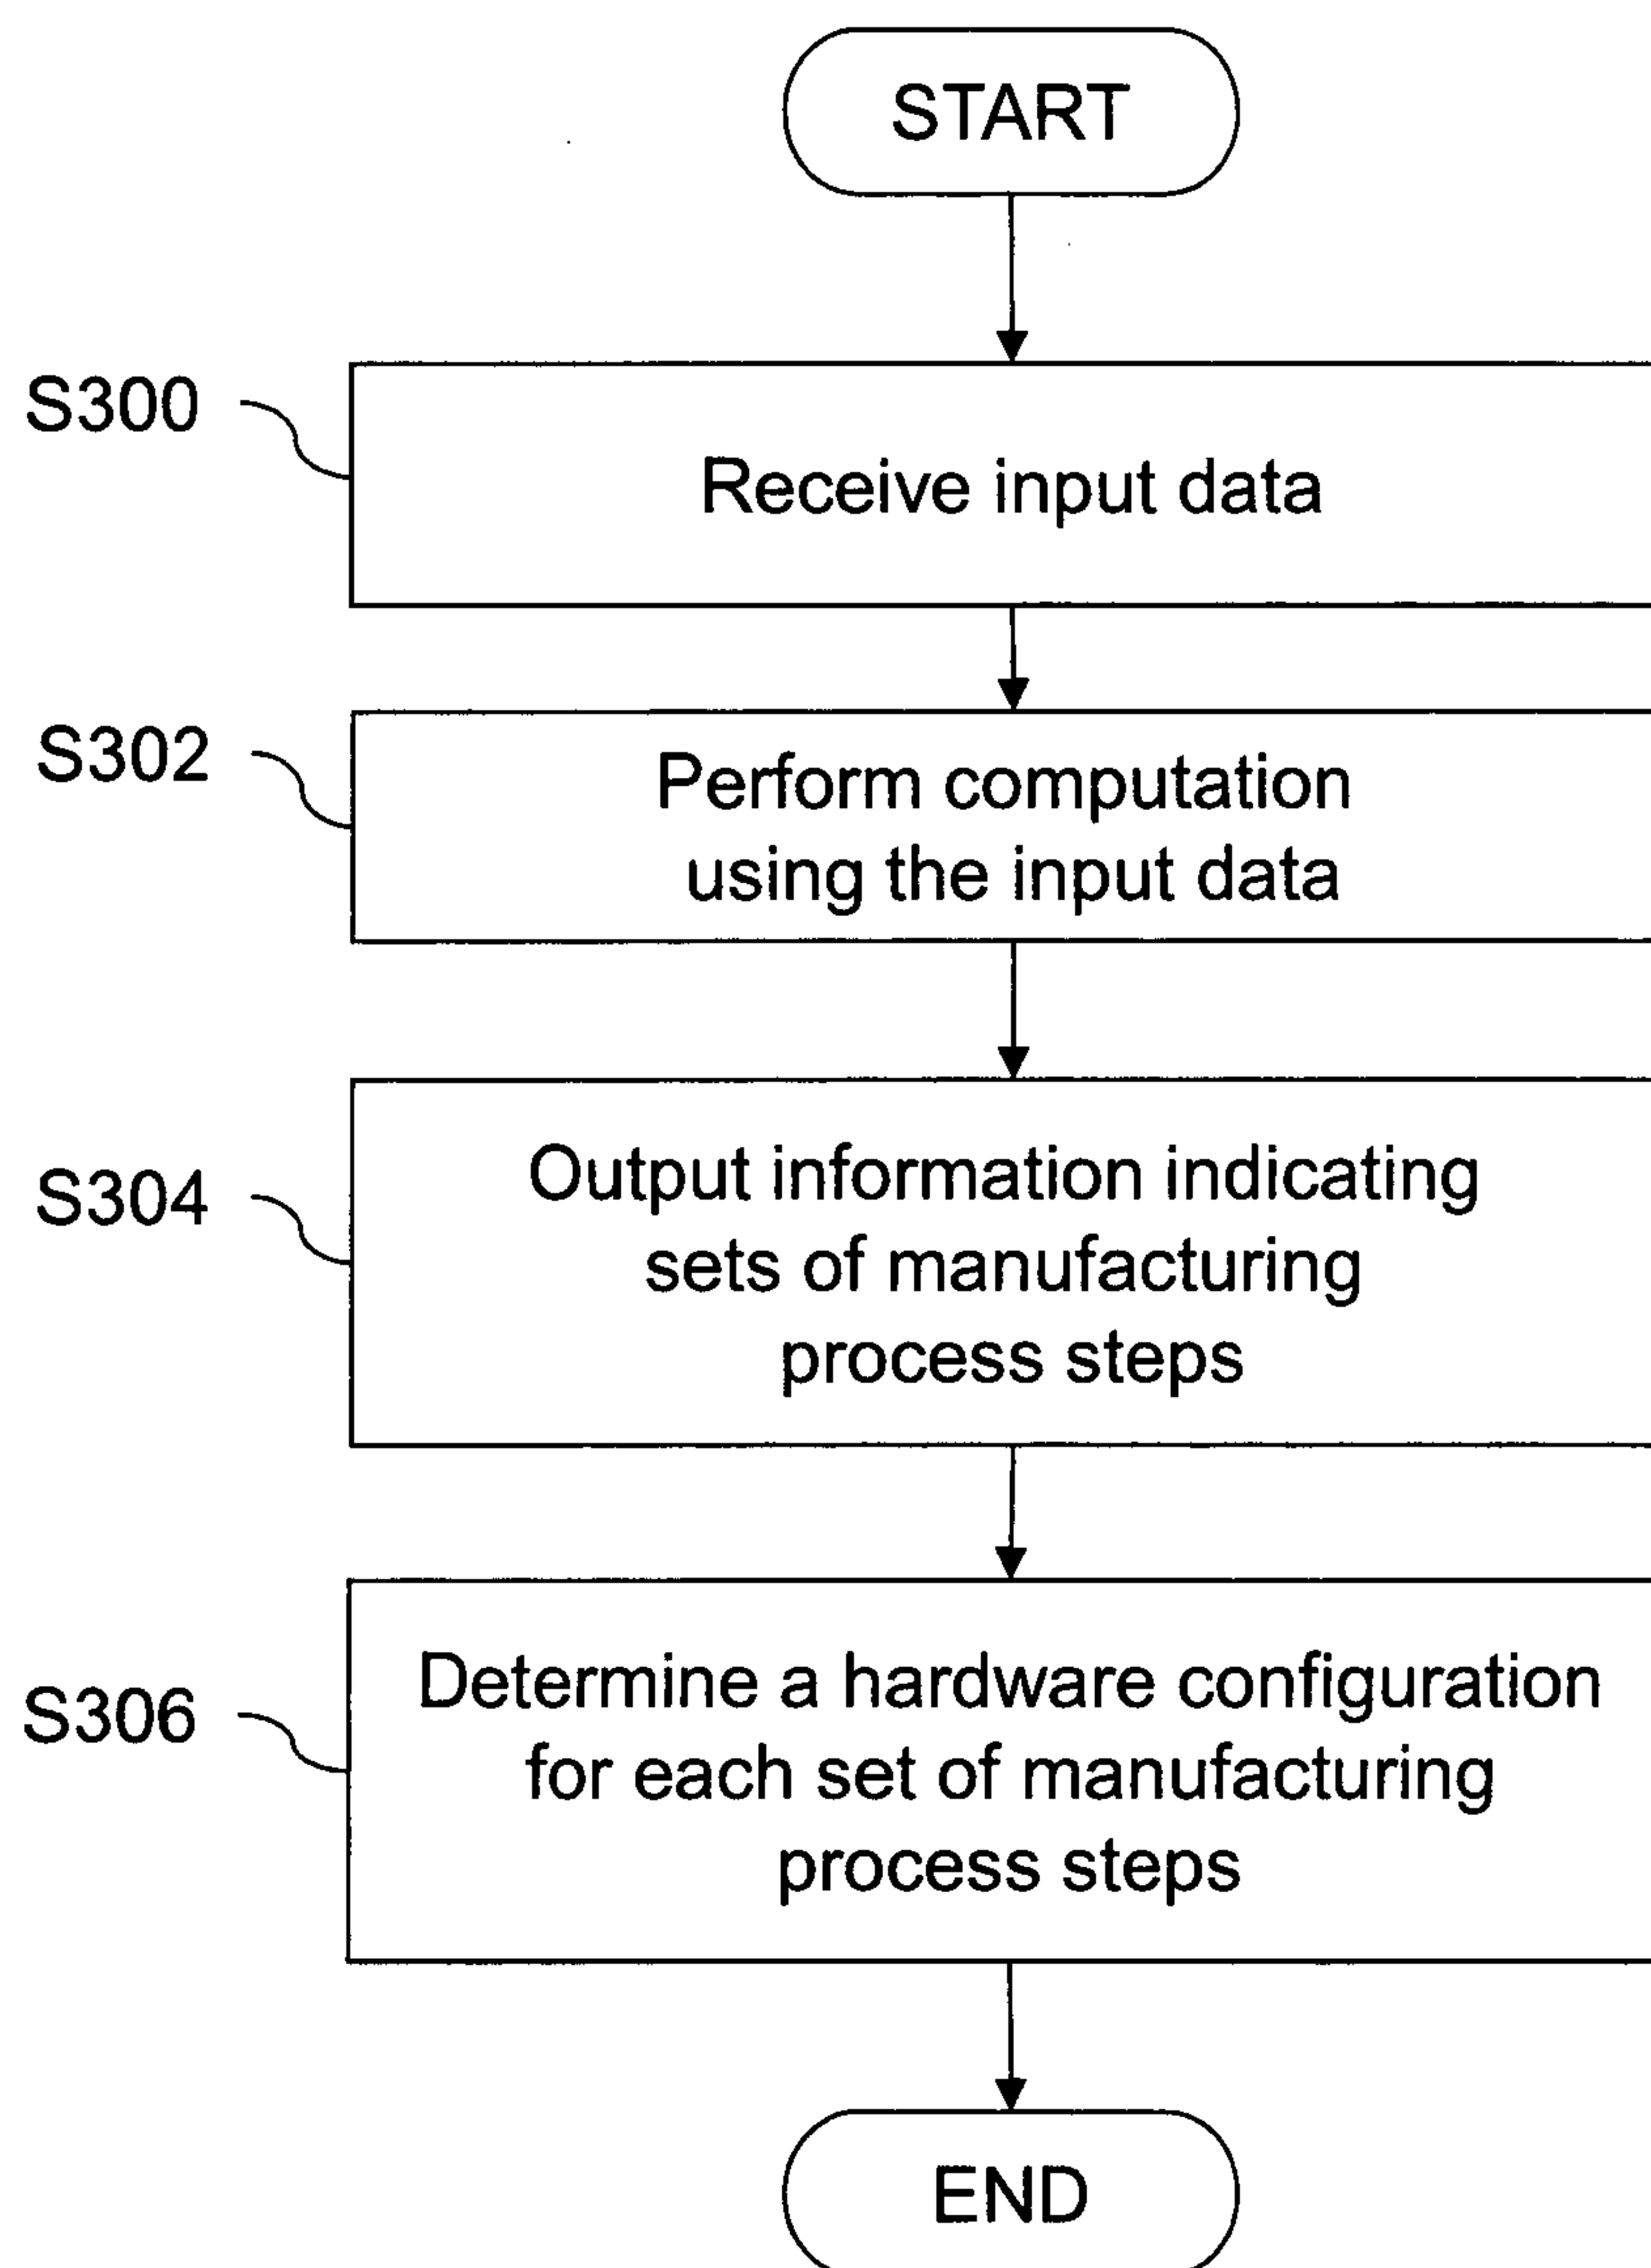 START
S300
Receive input data
S302
Perform computation
using the input data
S304
Output information indicating
sets of manufacturing
process steps
S306
Determine a hardware configuration
for each set of manufacturing
process steps
END